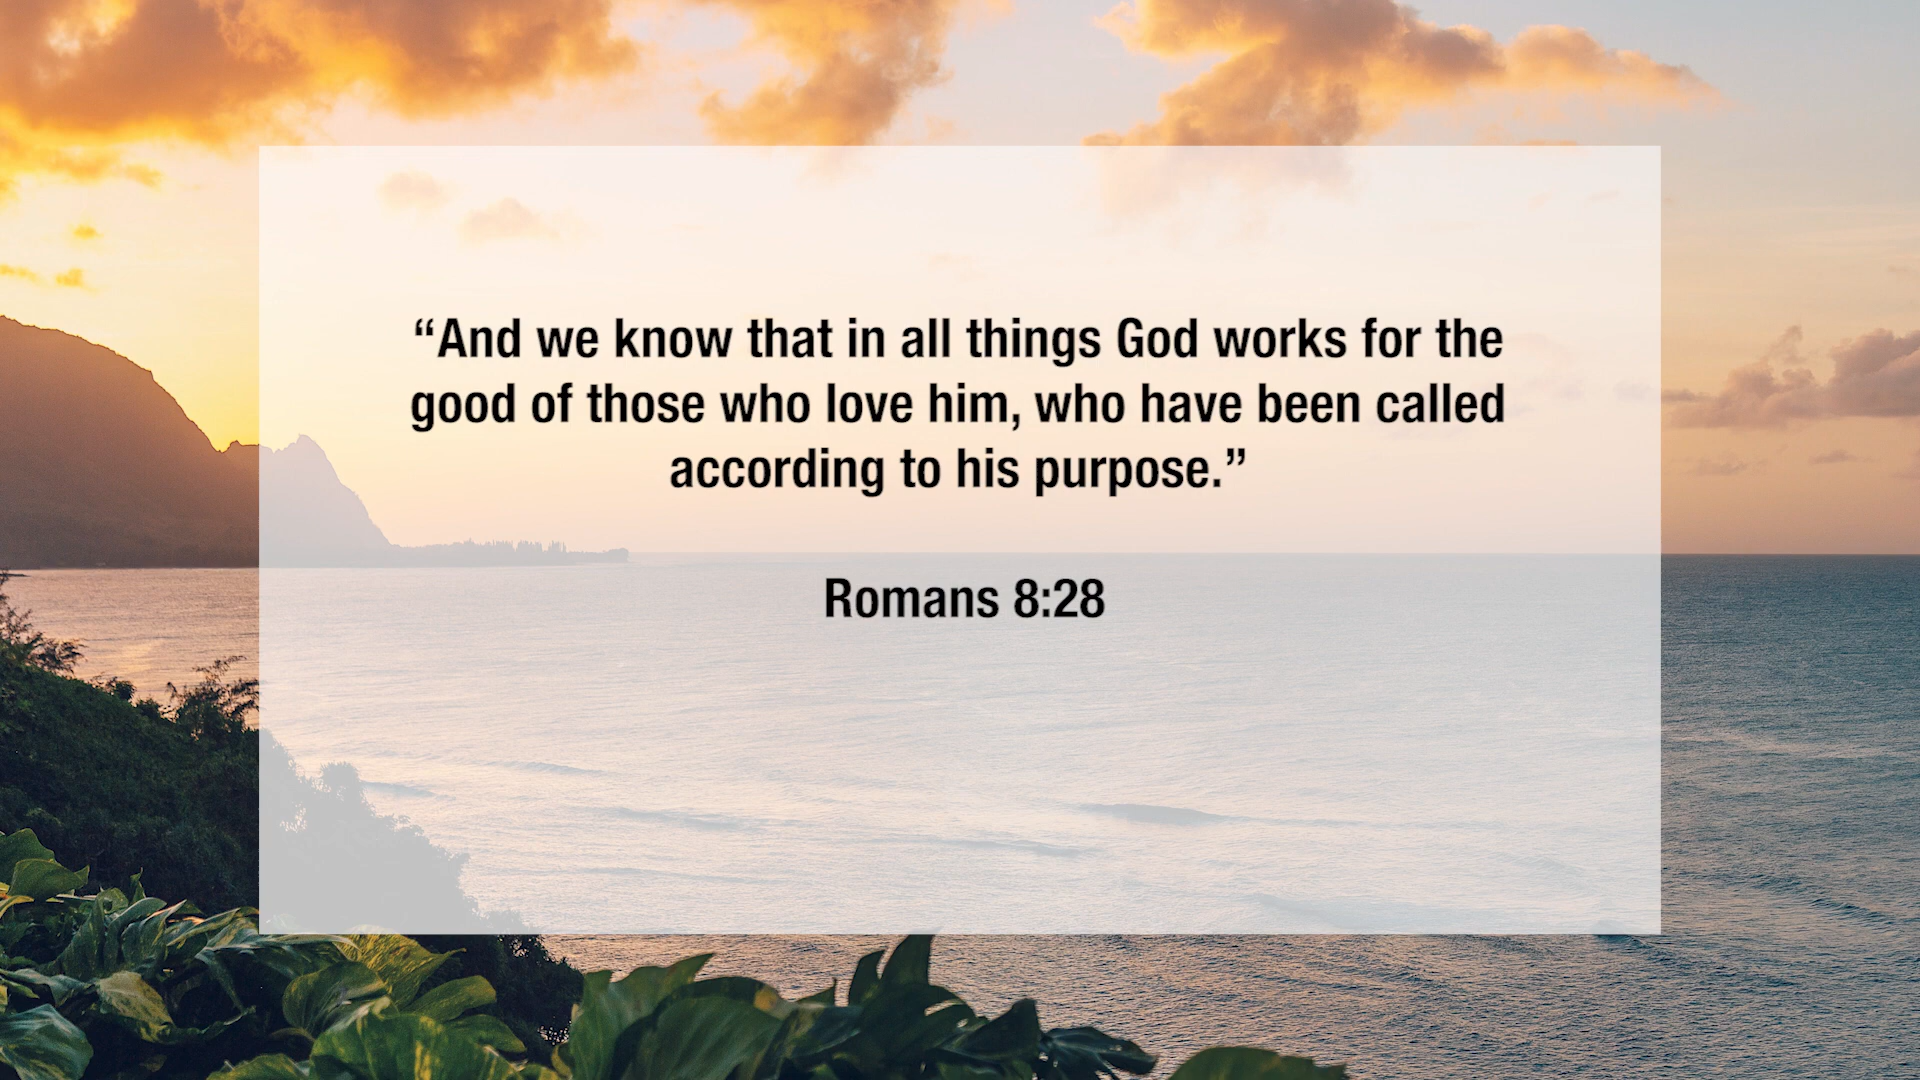 “And we know that in all things God works for the
good of those who love him, who have been called
according to his purpose.”
Romans 8:28